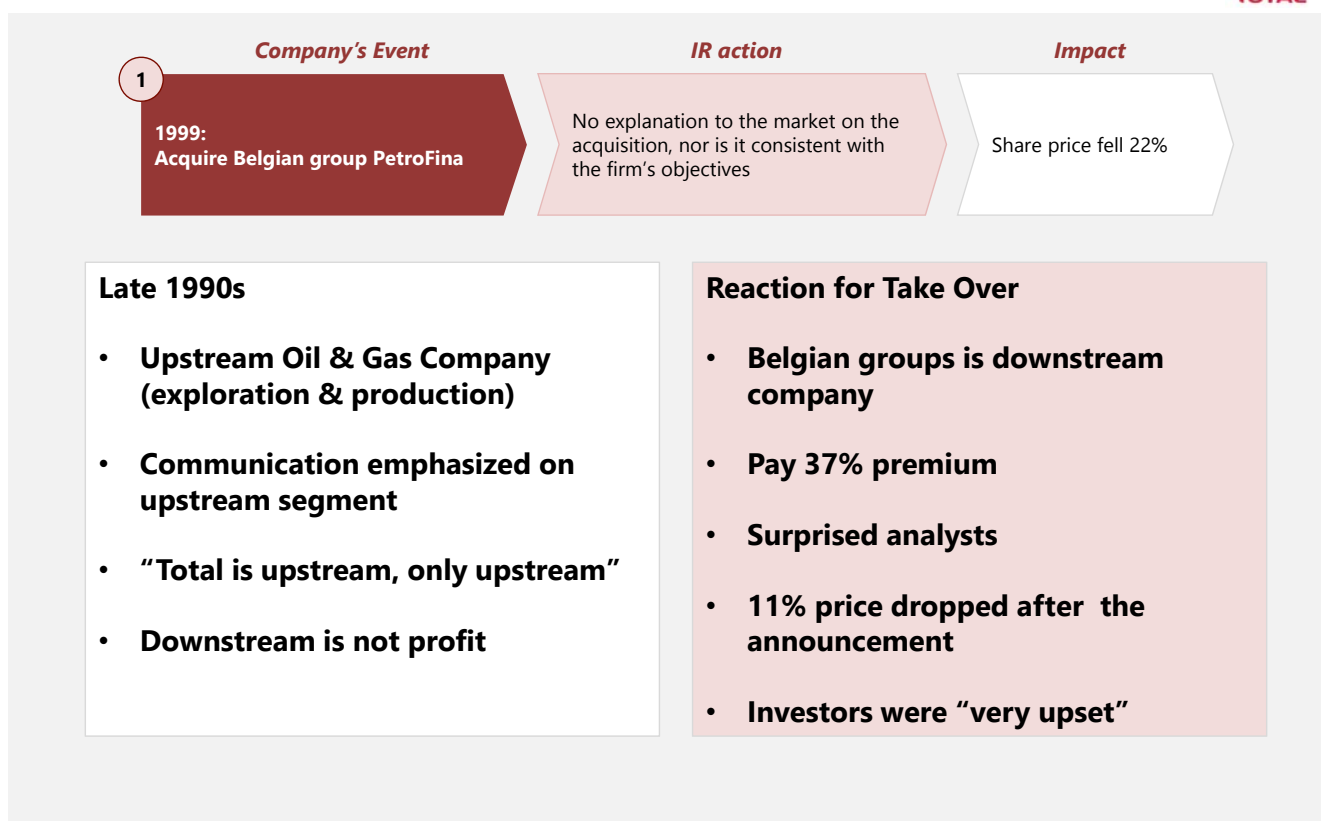 Company's Event
IR action
Impact
1
1999:
Acquire Belgian group PetroFina
No explanation to the market on the
acquisition, nor is it consistent with
the firm's objectives
Share price fell 22%
Late 1990s
• Upstream Oil & Gas Company
(exploration & production)
• Communication emphasized on
upstream segment
• “Total is upstream, only upstream”
• Downstream is not profit
Reaction for Take Over
• Belgian groups is downstream
company
• Pay 37% premium
• Surprised analysts
• 11% price dropped after  the
announcement
• Investors were “very upset”